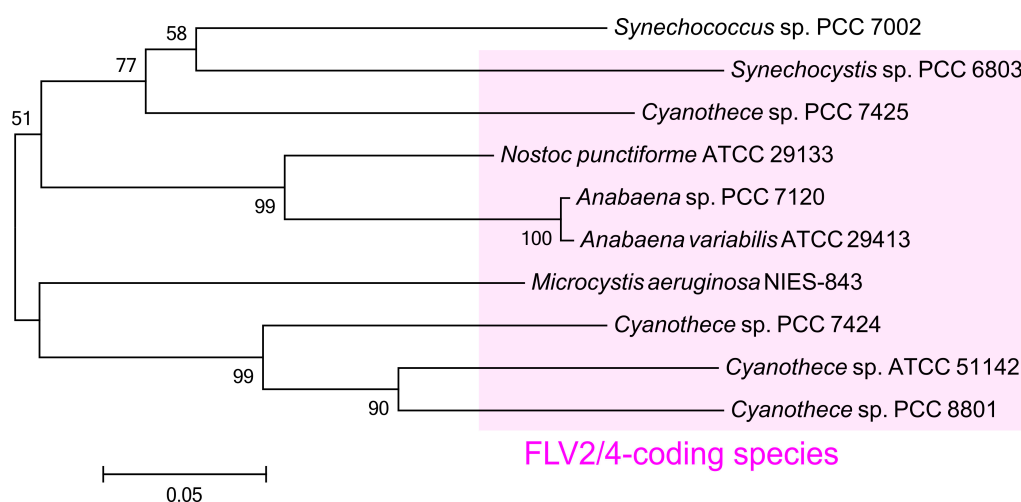 58
Synechococcus sp. PCC 7002
77
Synechocystis sp. PCC 6803
Cyanothece sp. PCC 7425
51
Nostoc punctiforme ATCC 29133
99
Anabaena sp. PCC 7120
100
Anabaena variabilis ATCC 29413
Microcystis aeruginosa NIES-843
Cyanothece sp. PCC 7424
99
Cyanothece sp. ATCC 51142
90
Cyanothece sp. PCC 8801
FLV2/4-coding species
0.05